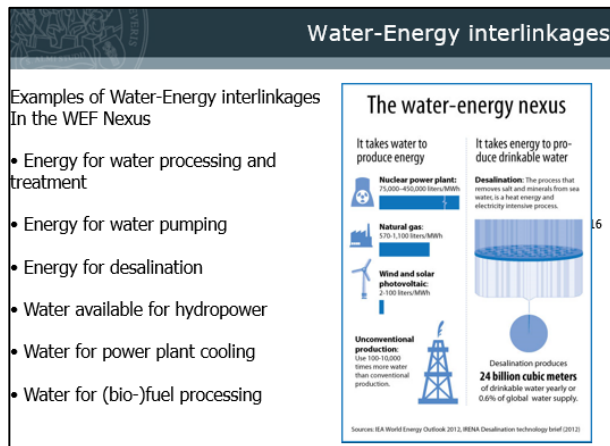 Water-Energy interlinkages
Examples of Water-Energy interlinkages
In the WEF Nexus
• Energy for water processing and
treatment
• Energy for water pumping
• Energy for desalination
• Water available for hydropower
• Water for power plant cooling
• Water for (bio-)fuel processing
The water-energy nexus
It takes water to
produce energy
Nuclear power plant:
75,000–450,000 liters/MWh
Natural gas:
570-1,100 liters/MWh
Wind and solar
photovoltaic:
2-100 liters/MWh
Unconventional
production:
Use 100-10,000
times more water
than conventional
production.
It takes energy to pro-
duce drinkable water
Desalination: The process that
removes salt and minerals from sea
water, is a heat energy and
electricity intensive process.
Desalination produces
24 billion cubic meters
of drinkable water yearly or
0.6% of global water supply.
Sources: IEA World Energy Outlook 2012, IRENA Desalination technology brief (2012)
16